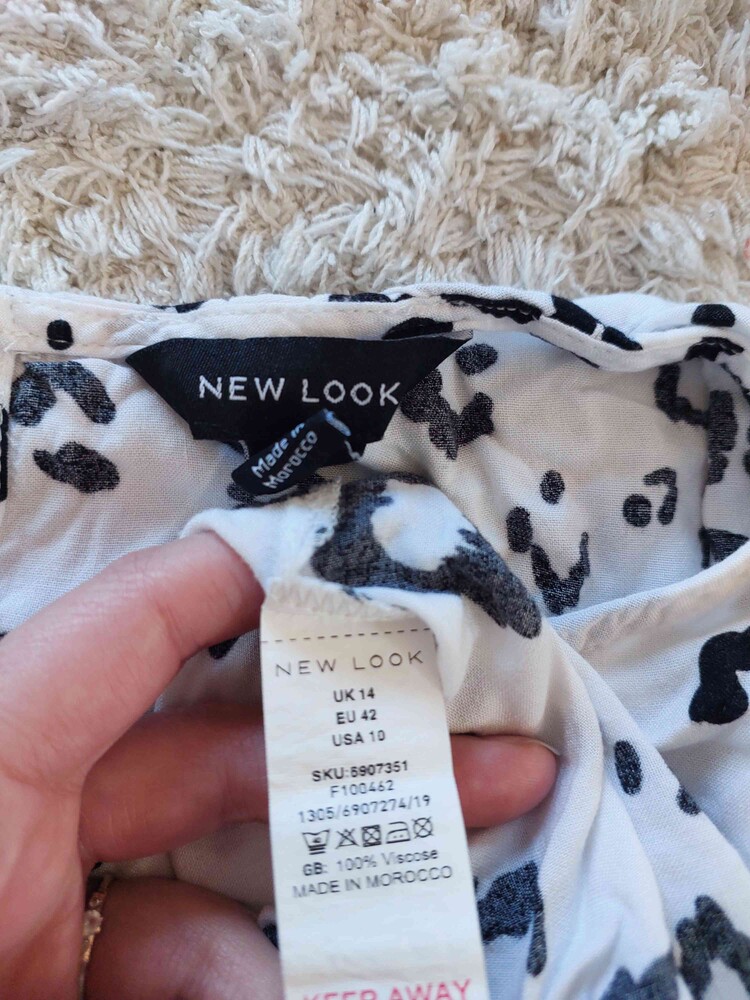 NEW LOOK
Made in
Morocco
NEW LOOK
UK 14
EU 42
USA 10
SKU:5907351
F100462
1305/6907274/19
GB: 100% Viscose
MADE IN MOROCCO
KEEP AWAY